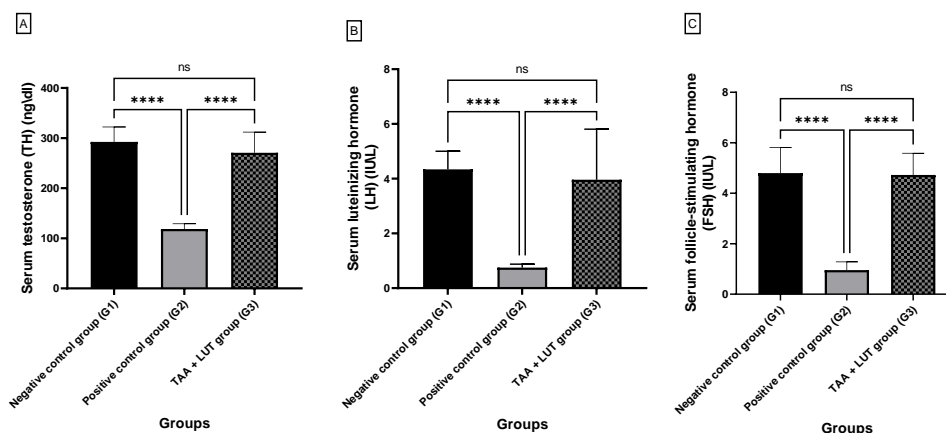 A
Serum testosterone (TH) (ng\dl)
400
300
200
100
0
ns
****
****
Negative control group (G1)
Positive control group (G2)
TAA + LUT group (G3)
Groups
B
Serum luteinizing hormone
(LH) (IU\L)
8
6
4
2
0
ns
****
****
Negative control group (G1)
Positive control group (G2)
TAA + LUT group (G3)
Groups
C
Serum follicle-stimulating hormone
(FSH) (IU\L)
8
6
4
2
0
ns
****
****
Negative control group (G1)
Positive control group (G2)
TAA + LUT group (G3)
Groups